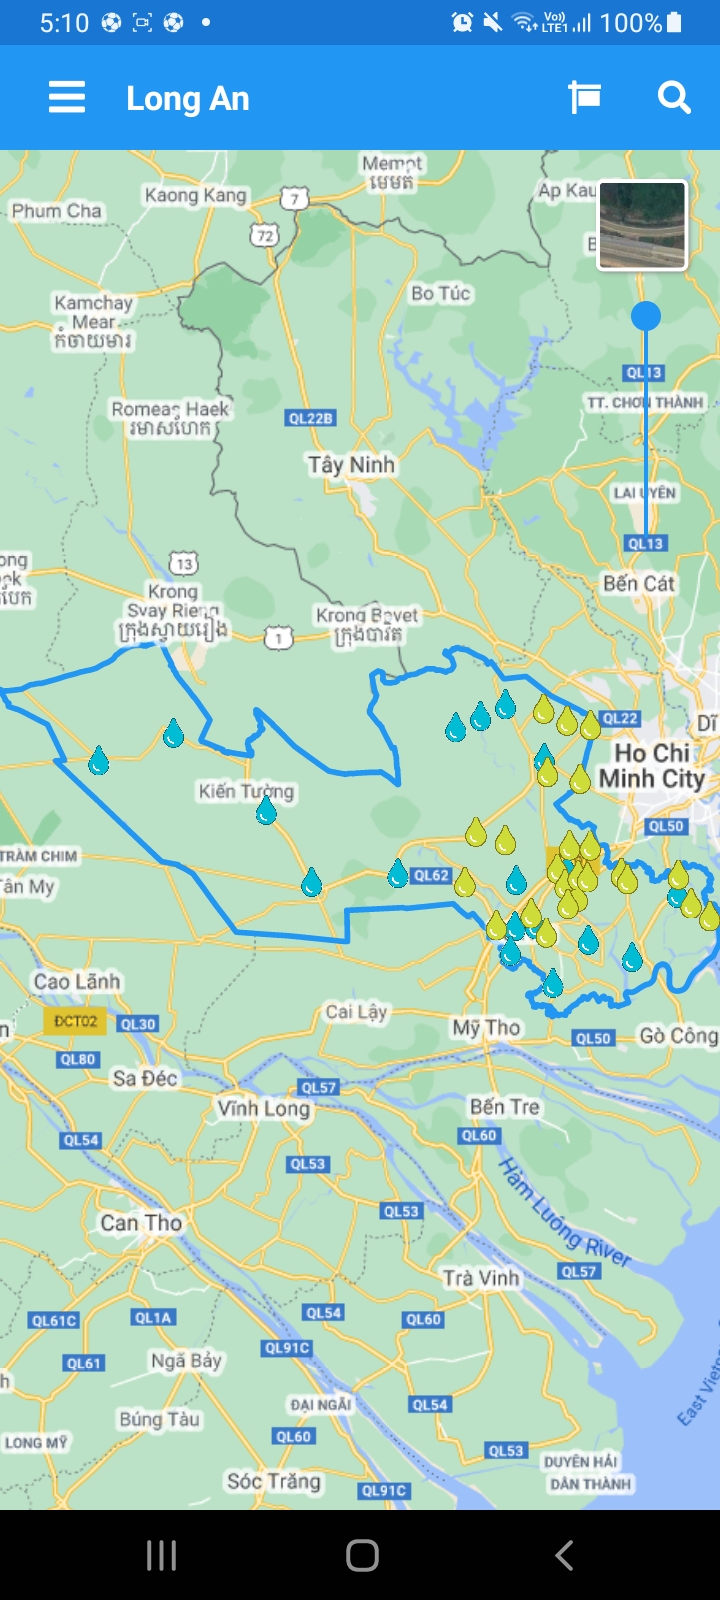 5:10
Vo))
LTE1
100%
Long An
Memot
មេមត់
Kaong Kang
7
Ap Kau
Phum Cha
72
B
Bo Túc
Kamchay
Mear
កំចាយមារ
QL13
TT. CHƠN THÀNH
Romeas Haek
រមាសហែក
QL22B
Tây Ninh
LAI UYÊN
QL13
ong
13
Bến Cát
Krong
Svay Rieng
ក្រុងស្វាយរៀង
Krong Bavet
ក្រុងបាវិត
1
QL22
Dĩ
Ho Chi
Minh City
Kiến Tường
QL50
TRÀM CHIM
QL62
Tân My
Cao Lãnh
ĐCT02
QL30
Cai Lậy
Mỹ Tho
QL50
Gò Công
n
QL80
Sa Đéc
QL57
Vĩnh Long
Bến Tre
QL60
QL54
QL53
Hàm Luông River
QL53
Can Tho
QL57
Trà Vinh
QL61C
QL1A
QL54
QL60
QL91C
QL61
Ngã Bảy
h
ĐẠI NGÃI
QL54
East Vietn
Búng Tàu
QL60
LONG MỸ
QL53
DUYÊN HẢI
DÂN THÀNH
Sóc Trăng
QL91C